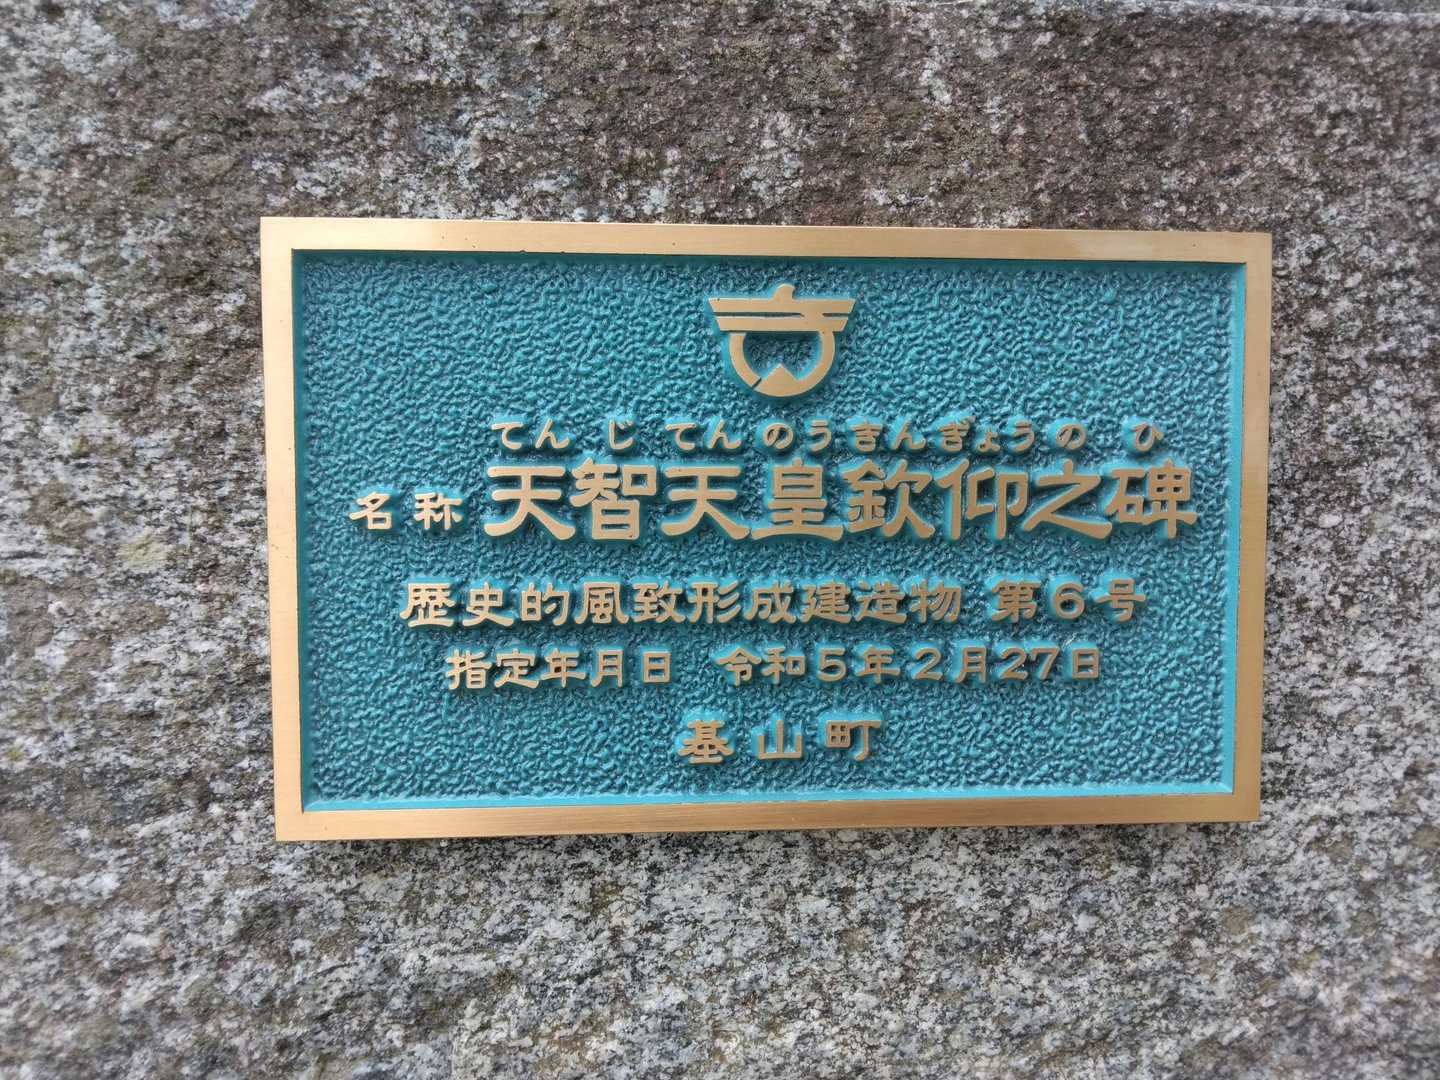 てんじてんのうきんぎょうのひ
名称 天智天皇欽仰之碑
歴史的風致形成建造物 第6号
指定年月日 令和5年2月27日
基山町